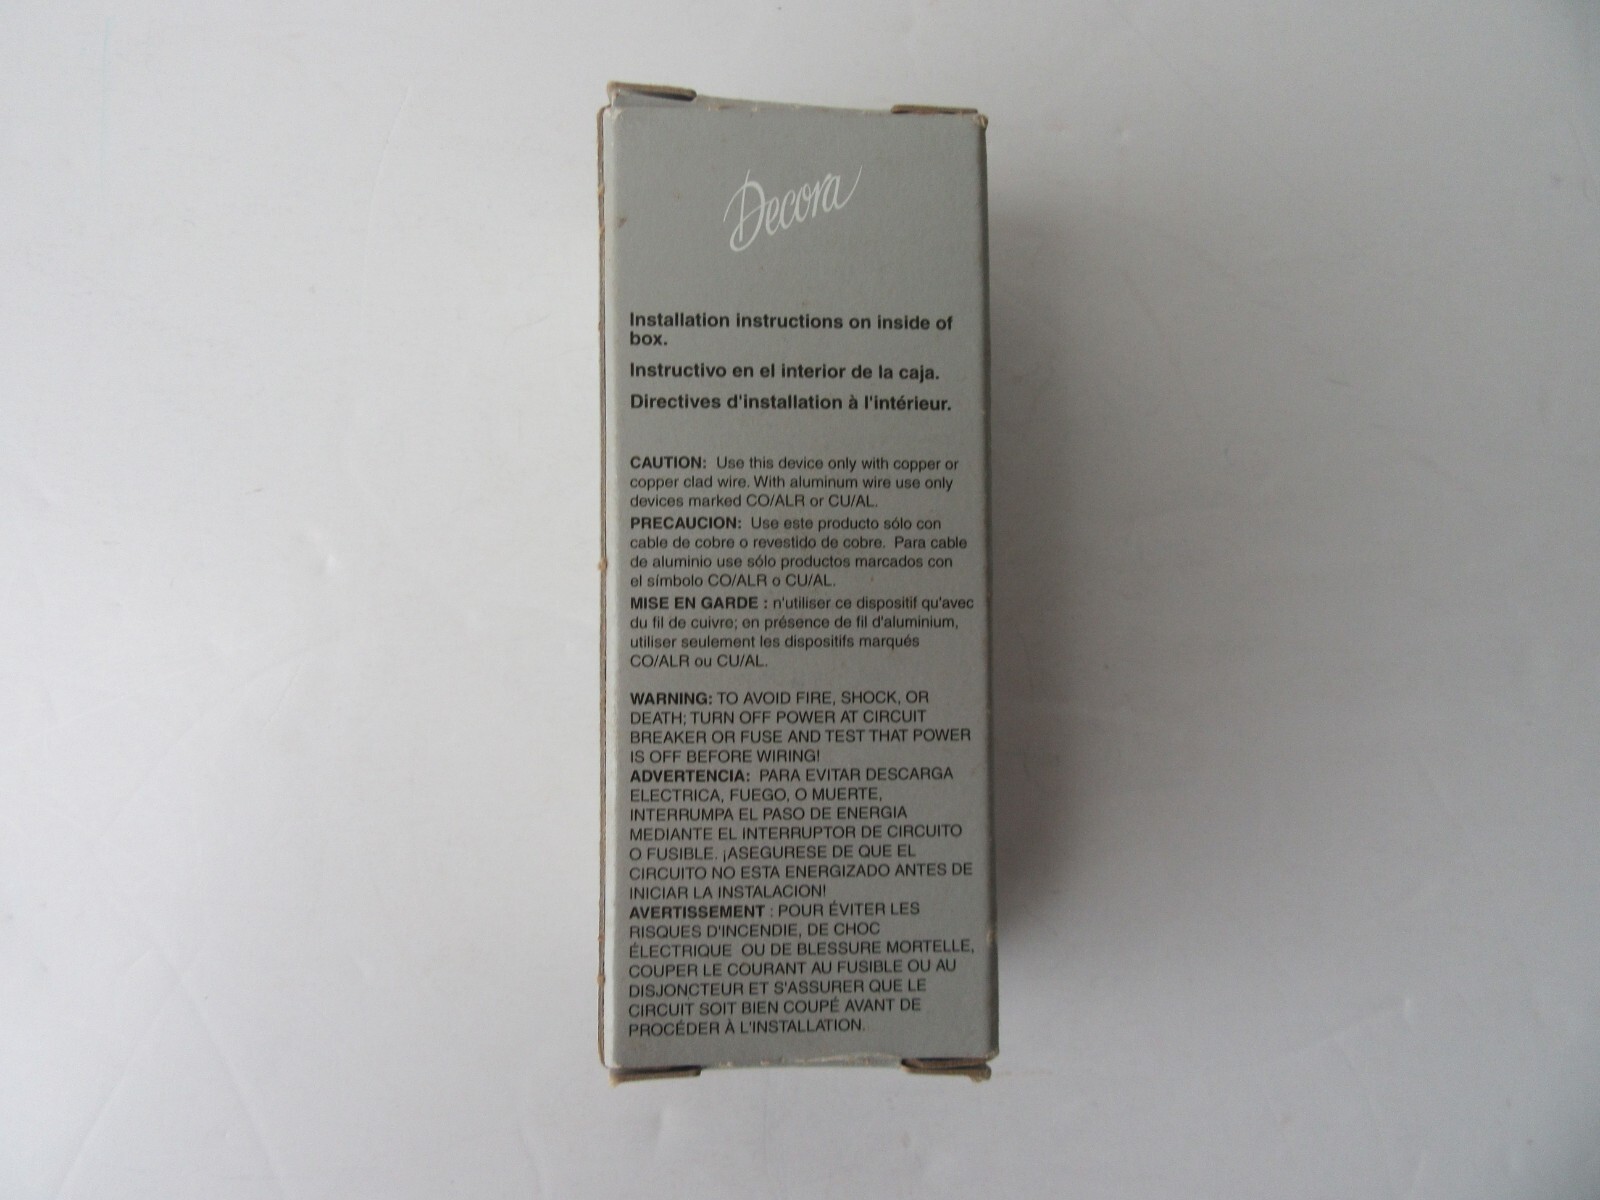 Decora
Installation instructions on inside of
box.
Instructivo en el interior de la caja.
Directives d'installation à l'intérieur.
CAUTION: Use this device only with copper or
copper clad wire. With aluminum wire use only
devices marked CO/ALR or CU/AL.
PRECAUCION: Use este producto sólo con
cable de cobre o revestido de cobre. Para cable
de aluminio use sólo productos marcados con
el símbolo CO/ALR o CU/AL.
MISE EN GARDE : n'utiliser ce dispositif qu'avec
du fil de cuivre; en présence de fil d'aluminium,
utiliser seulement les dispositifs marqués
CO/ALR ou CU/AL.
WARNING: TO AVOID FIRE, SHOCK, OR
DEATH; TURN OFF POWER AT CIRCUIT
BREAKER OR FUSE AND TEST THAT POWER
IS OFF BEFORE WIRING!
ADVERTENCIA: PARA EVITAR DESCARGA
ELECTRICA, FUEGO, O MUERTE,
INTERRUMPA EL PASO DE ENERGIA
MEDIANTE EL INTERRUPTOR DE CIRCUITO
O FUSIBLE. ¡ASEGURESE DE QUE EL
CIRCUITO NO ESTA ENERGIZADO ANTES DE
INICIAR LA INSTALACION!
AVERTISSEMENT : POUR ÉVITER LES
RISQUES D'INCENDIE, DE CHOC
ÉLECTRIQUE OU DE BLESSURE MORTELLE,
COUPER LE COURANT AU FUSIBLE OU AU
DISJONCTEUR ET S'ASSURER QUE LE
CIRCUIT SOIT BIEN COUPÉ AVANT DE
PROCÉDER À L'INSTALLATION.